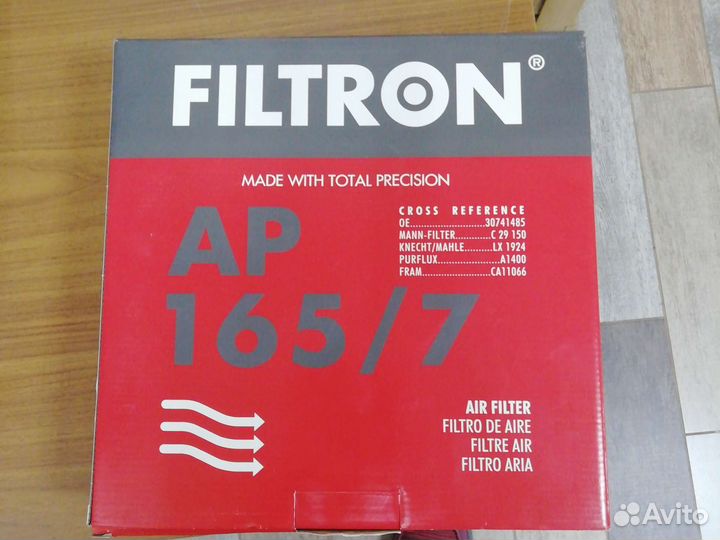 FILTRON®
MADE WITH TOTAL PRECISION
AP
165/7
CROSS REFERENCE
OE..............................30741485
MANN-FILTER.............C 29 150
KNECHT/MAHLE..........LX 1924
PURFLUX......................A1400
FRAM........................CA11066
AIR FILTER
FILTRO DE AIRE
FILTRE AIR
FILTRO ARIA
Avito